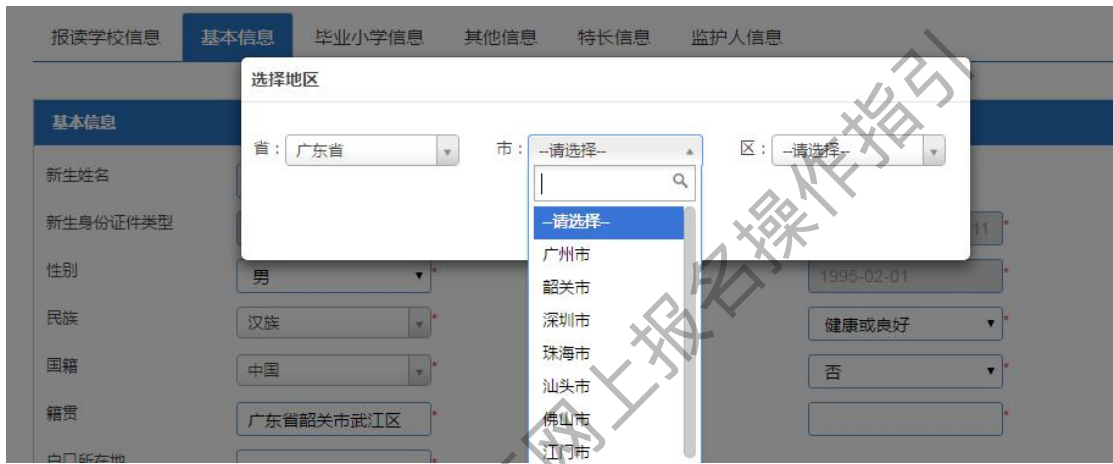 报读学校信息 基本信息 毕业小学信息 其他信息 特长信息 监护人信息
选择地区
基本信息
省： 广东省 市： --请选择-- 区： --请选择--
新生姓名
--请选择--
新生身份证件类型 11 *
广州市
性别 男 * 1995-02-01 *
韶关市
民族 汉族 * 深圳市 健康或良好 *
珠海市
国籍 中国 * 否 *
汕头市
籍贯 广东省韶关市武江区 * 佛山市 *
江门市
户口所在地 *
网上报名操作指引